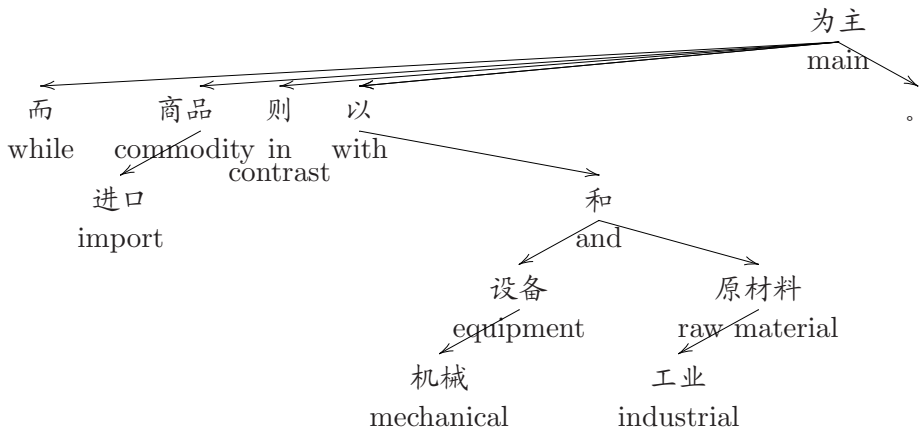 为主
main
而 商品 则 以 。
while commodity in with
contrast
进口 和
import and
设备 原材料
equipment raw material
机械 工业
mechanical industrial